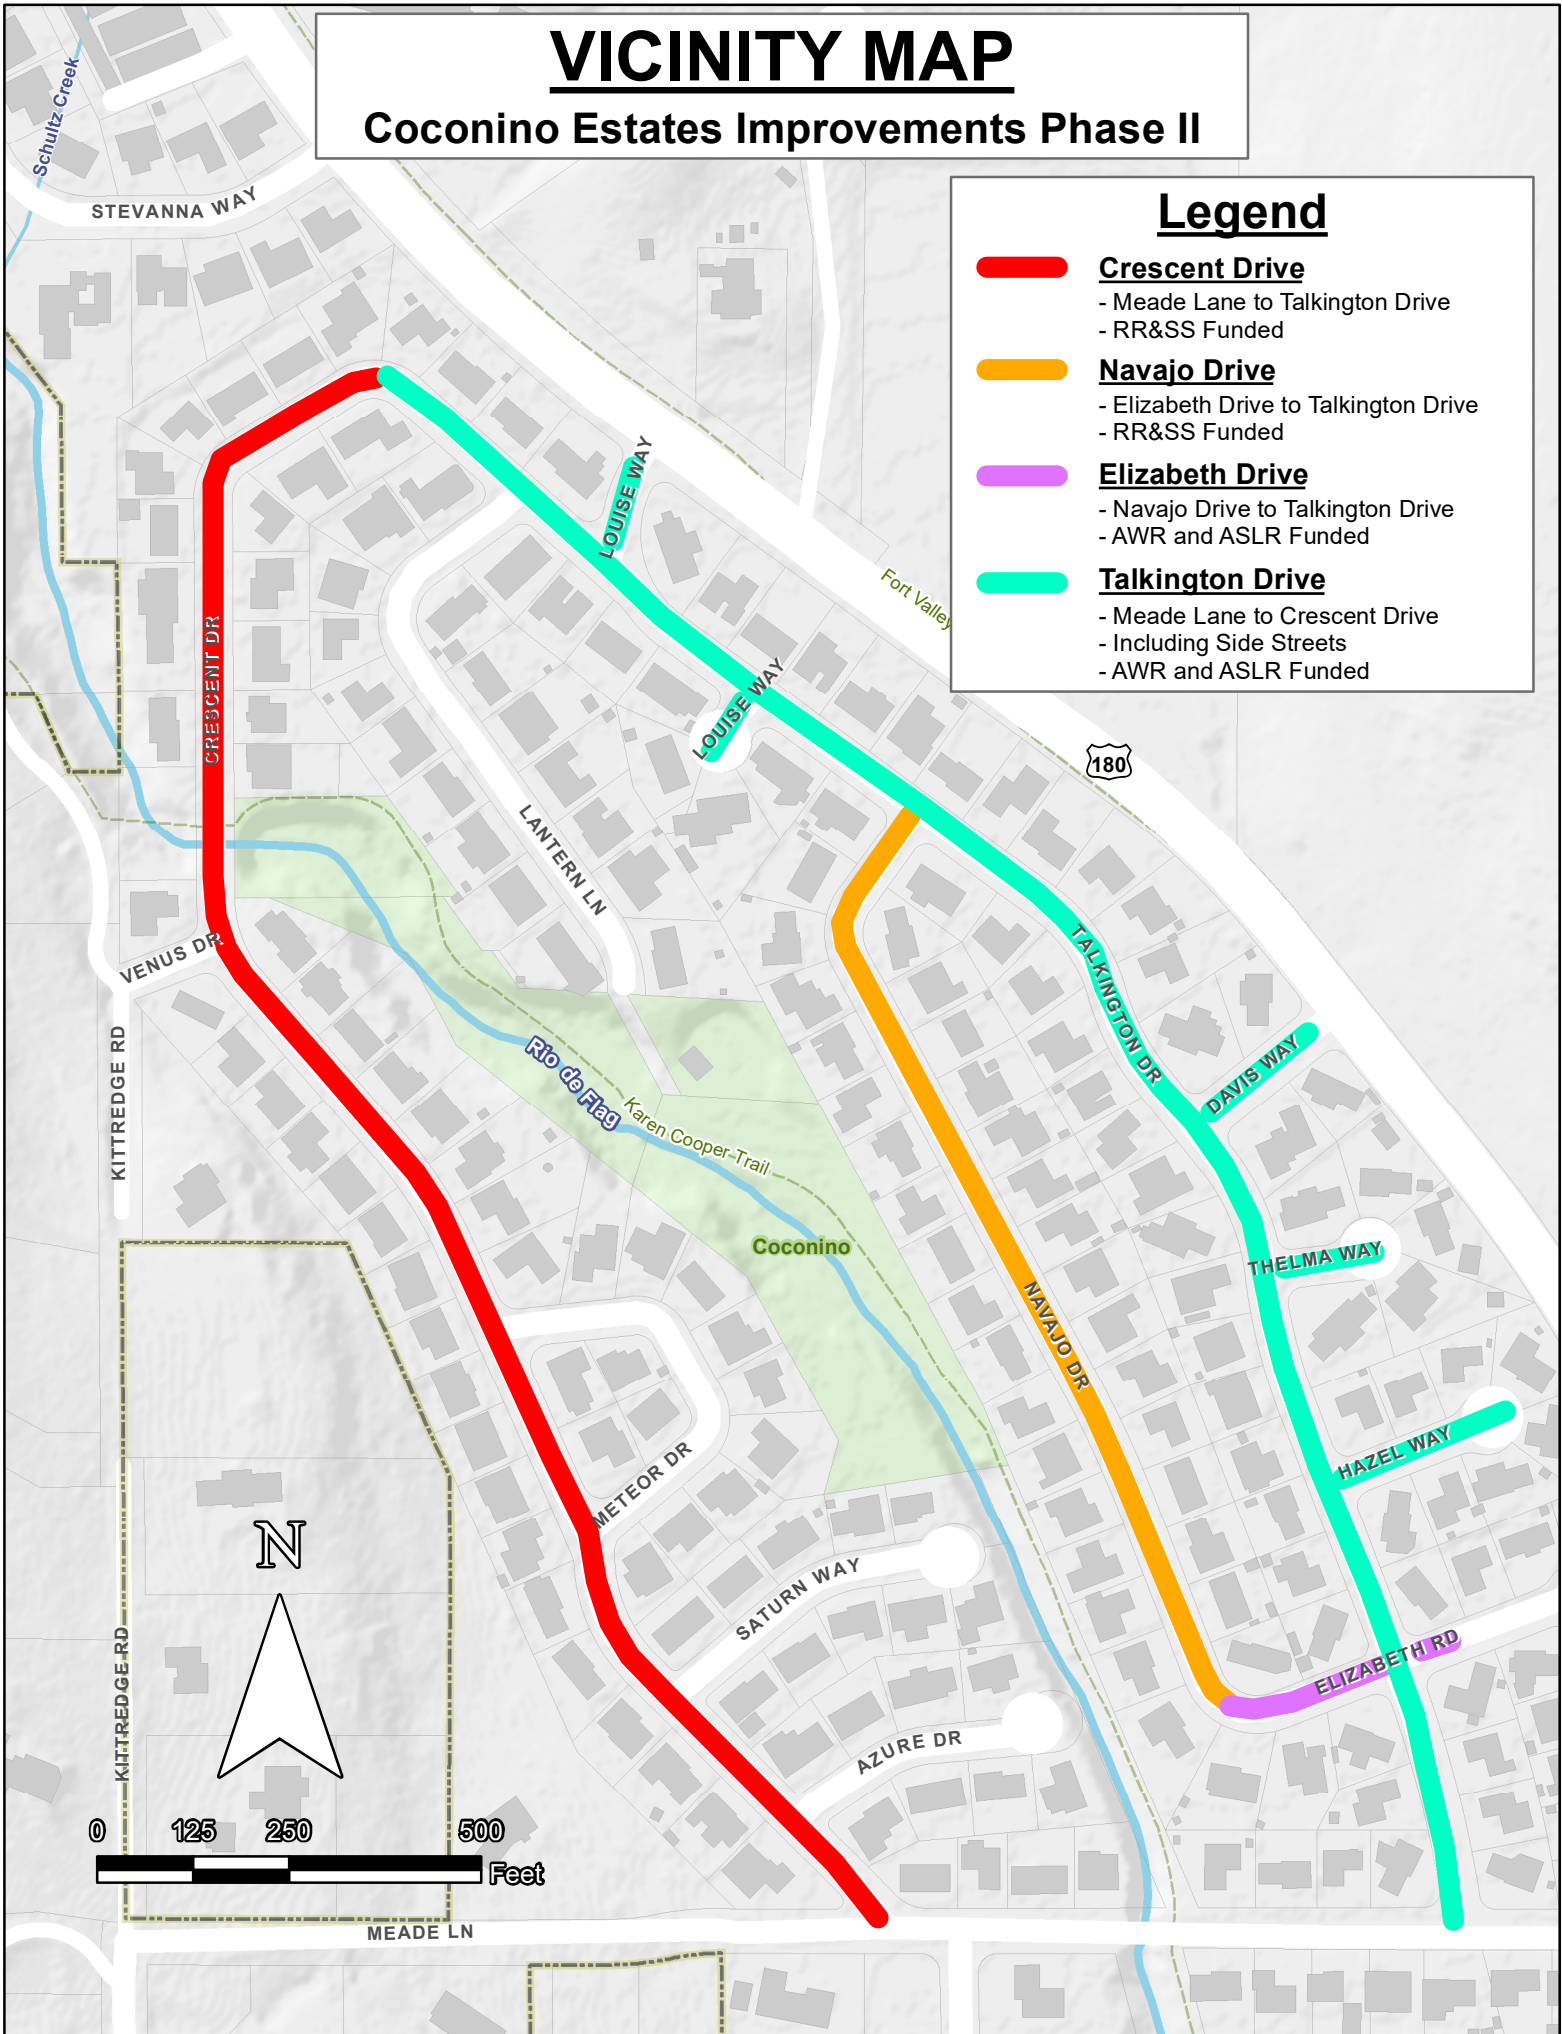 VICINITY MAP
Coconino Estates Improvements Phase II
Legend
Crescent Drive
- Meade Lane to Talkington Drive
- RR&SS Funded
Navajo Drive
- Elizabeth Drive to Talkington Drive
- RR&SS Funded
Elizabeth Drive
- Navajo Drive to Talkington Drive
- AWR and ASLR Funded
Talkington Drive
- Meade Lane to Crescent Drive
- Including Side Streets
- AWR and ASLR Funded
Schultz Creek
STEVANNA WAY
LOUISE WAY
Fort Valley
CRESCENT DR
LOUISE WAY
180
LANTERN LN
VENUS DR
TALKINGTON DR
KITTREDGE RD
Rio de Flag
Karen Cooper Trail
DAVIS WAY
Coconino
THELMA WAY
NAVAJO DR
METEOR DR
HAZEL WAY
N
SATURN WAY
ELIZABETH RD
KITTREDGE RD
AZURE DR
0 125 250 500
Feet
MEADE LN